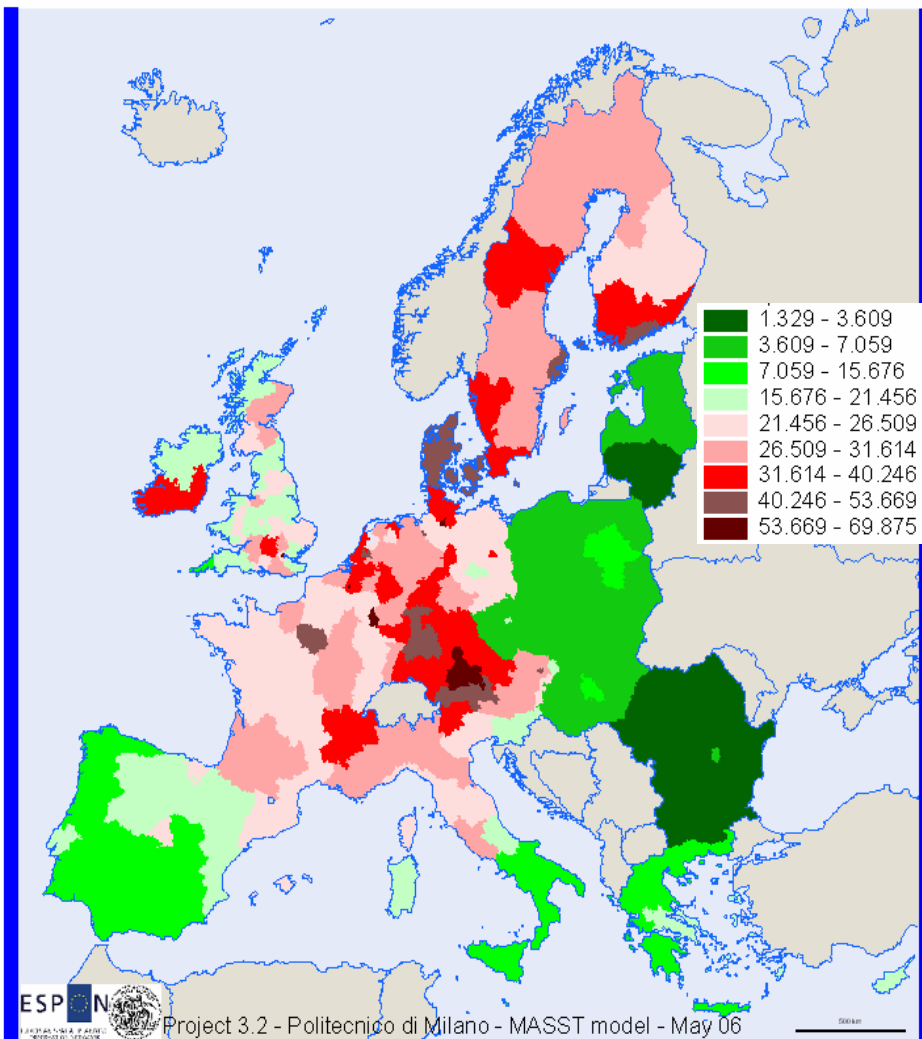 1.329 - 3.609
3.609 - 7.059
7.059 - 15.676
15.676 - 21.456
21.456 - 26.509
26.509 - 31.614
31.614 - 40.246
40.246 - 53.669
53.669 - 69.875
ESPON
Project 3.2 - Politecnico di Milano - MASST model - May 06
500 km